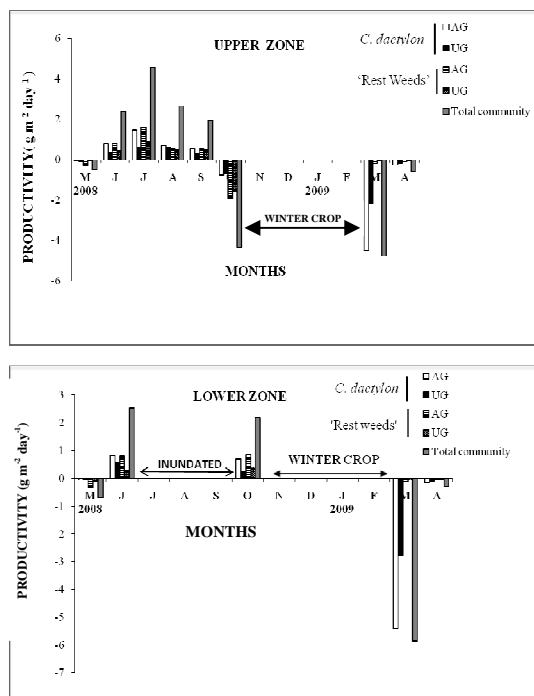 UPPER ZONE
C. dactylon
AG
UG
'Rest Weeds'
AG
UG
Total community
PRODUCTIVITY( g m⁻² day⁻¹)
6
4
2
0
-2
-4
-6
M J J A S N D J F M A
2008 2009
WINTER CROP
MONTHS
LOWER ZONE
C. dactylon
AG
UG
'Rest weeds'
AG
UG
Total community
PRODUCTIVITY (g m⁻² day⁻¹)
3
2
1
0
-1
-2
-3
-4
-5
-6
-7
INUNDATED
WINTER CROP
M J J A S O N D J F M A
2008 2009
MONTHS